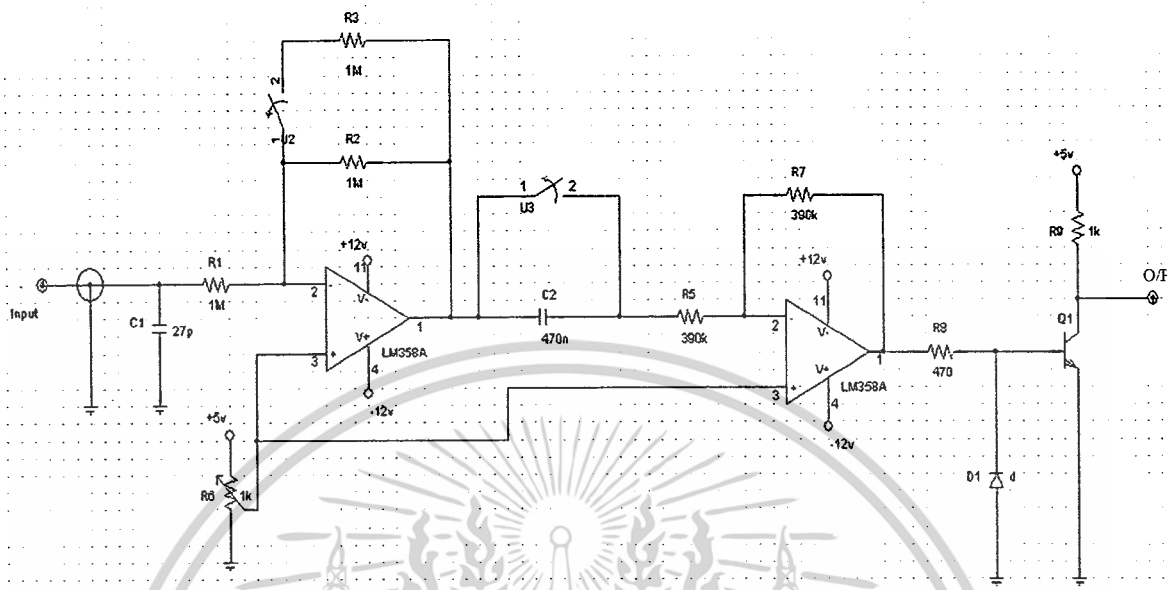 R3
1M
2
1
U2
R2
1M
1
2
U3
R7
390k
+5v
R9
1k
O/P
+12v
11
V-
R1
1M
2
-
Input
C1
27p
C2
470n
R5
390k
+12v
11
V-
2
-
Q1
1
V+
3
+
LM358A
4
-12v
1
R8
470
V+
LM358A
3
+
4
-12v
+5v
R6
1k
D1
d